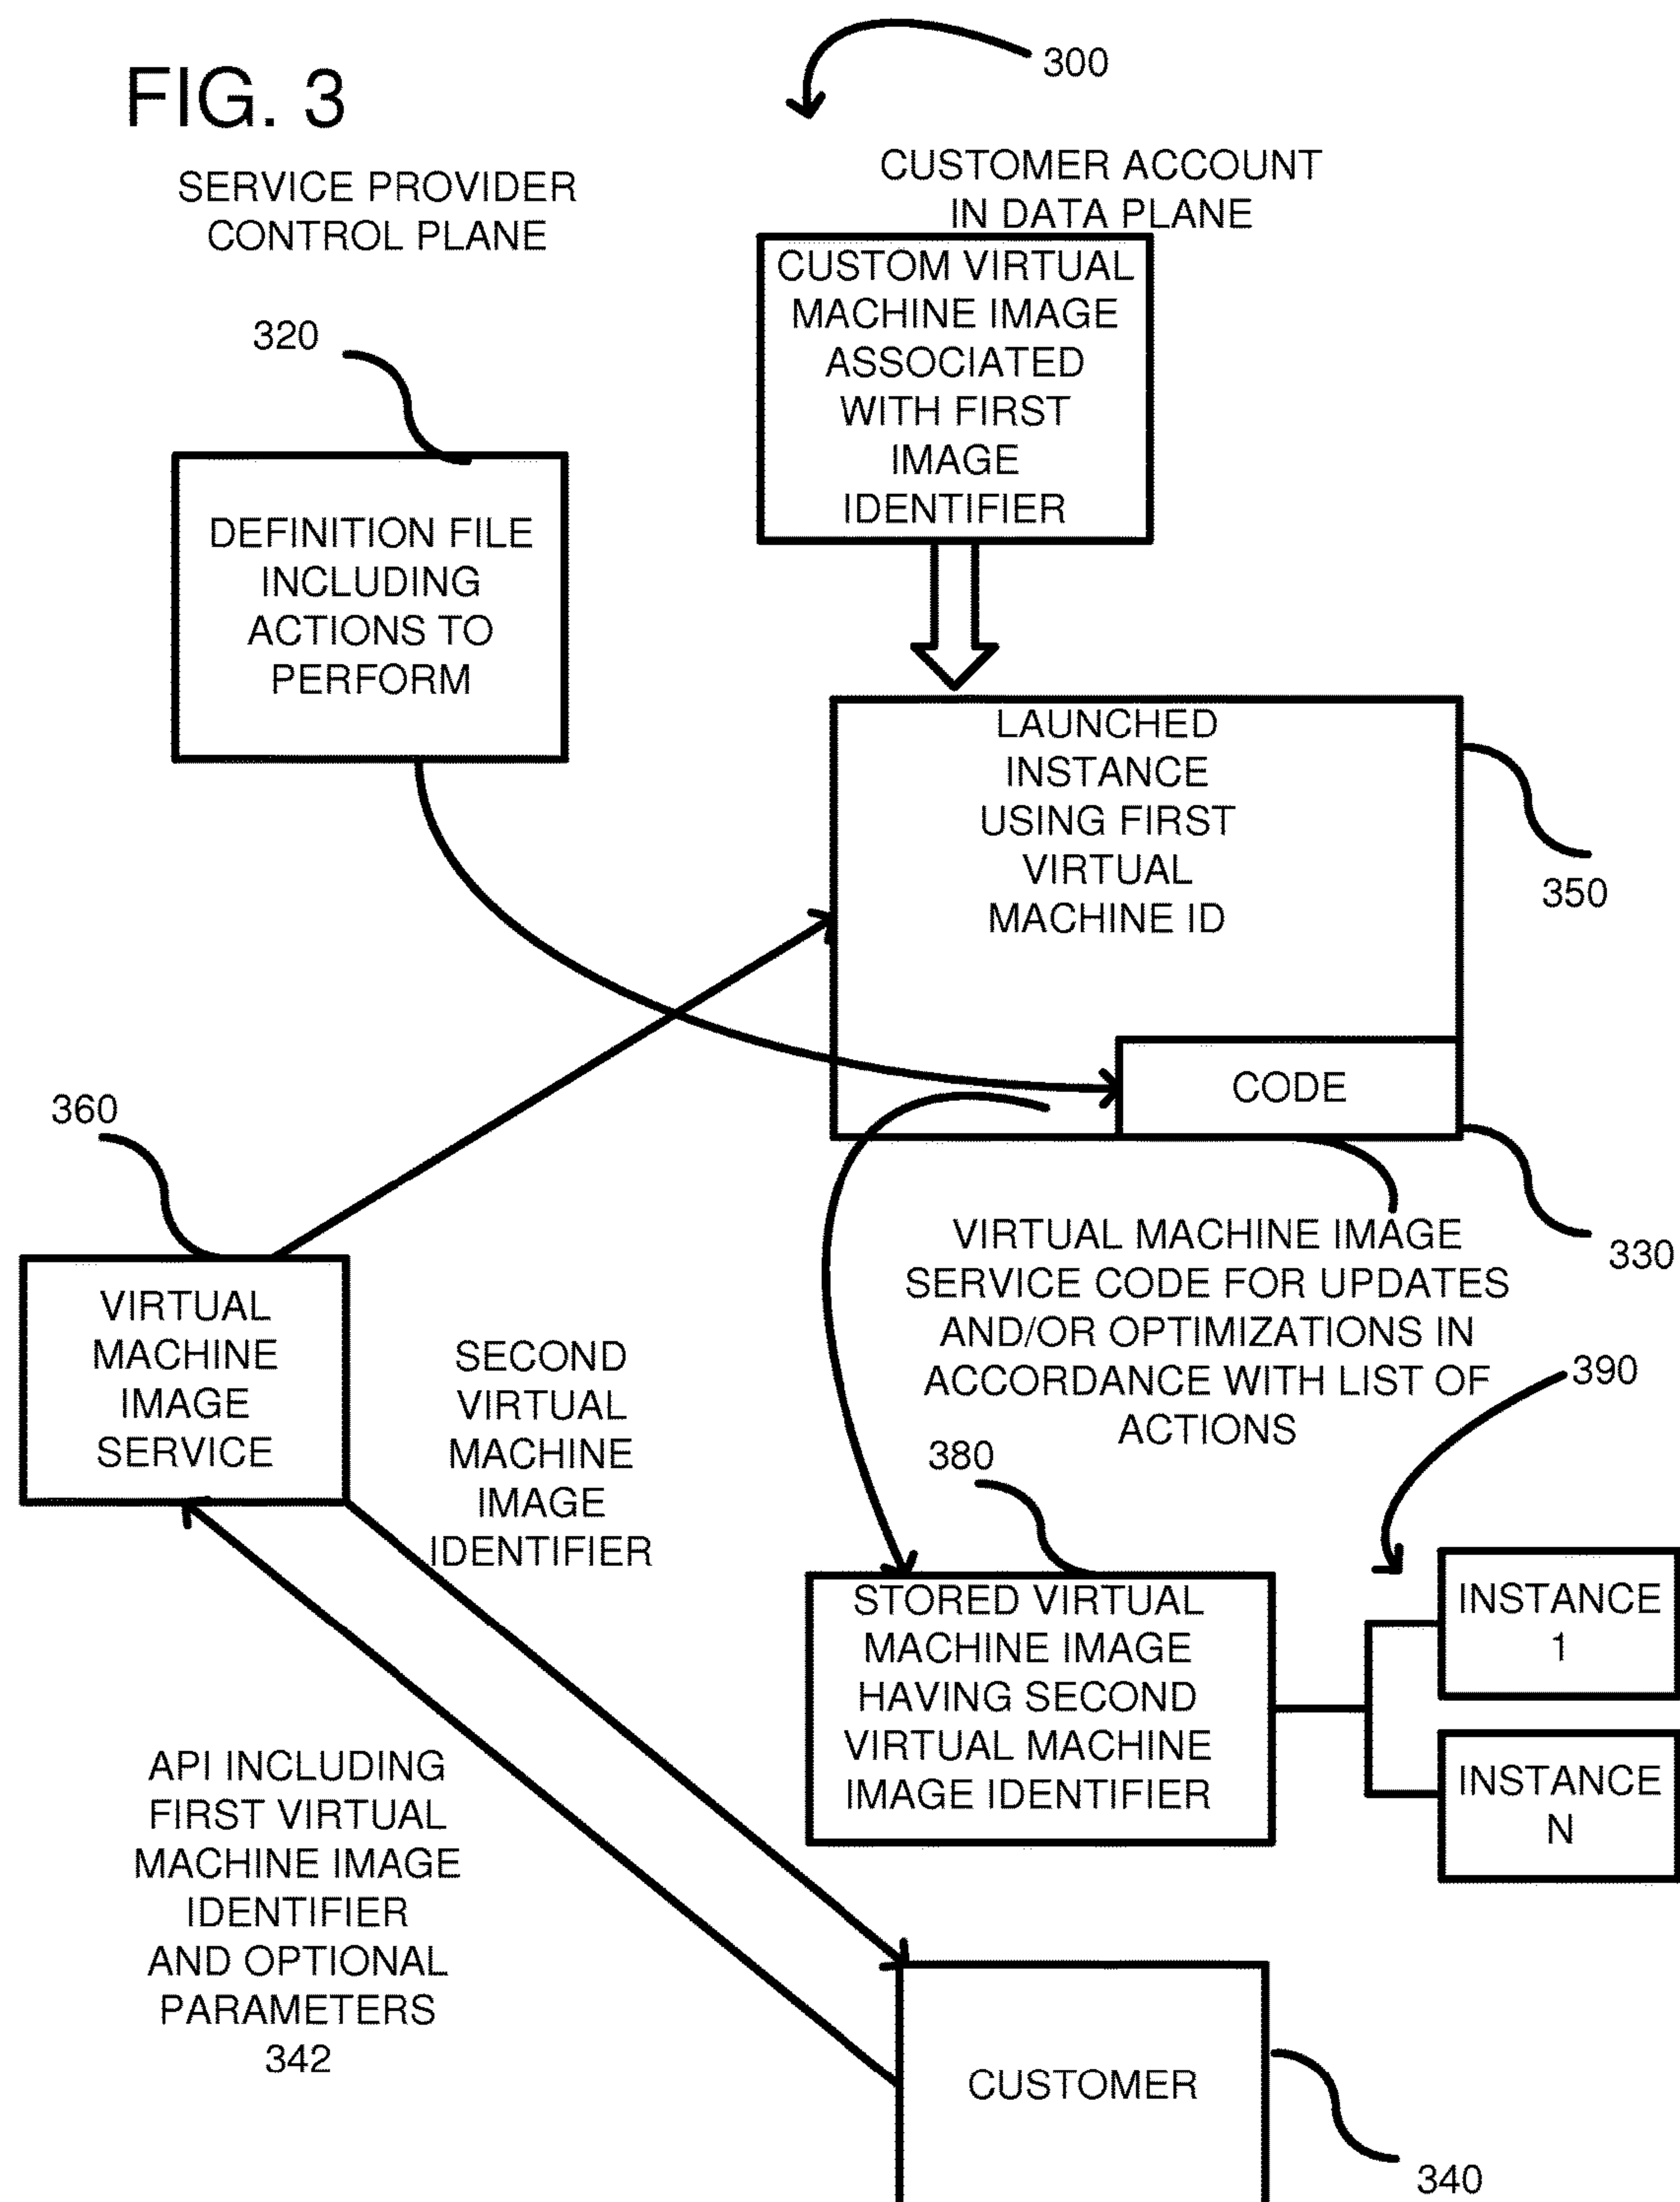 FIG. 3
300
SERVICE PROVIDER
CONTROL PLANE
CUSTOMER ACCOUNT
IN DATA PLANE
CUSTOM VIRTUAL
MACHINE IMAGE
ASSOCIATED
WITH FIRST
IMAGE
IDENTIFIER
320
DEFINITION FILE
INCLUDING
ACTIONS TO
PERFORM
LAUNCHED
INSTANCE
USING FIRST
VIRTUAL
MACHINE ID
350
CODE
330
360
VIRTUAL
MACHINE
IMAGE
SERVICE
VIRTUAL MACHINE IMAGE
SERVICE CODE FOR UPDATES
AND/OR OPTIMIZATIONS IN
ACCORDANCE WITH LIST OF
ACTIONS
390
SECOND
VIRTUAL
MACHINE
IMAGE
IDENTIFIER
380
STORED VIRTUAL
MACHINE IMAGE
HAVING SECOND
VIRTUAL MACHINE
IMAGE IDENTIFIER
INSTANCE
1
INSTANCE
N
API INCLUDING
FIRST VIRTUAL
MACHINE IMAGE
IDENTIFIER
AND OPTIONAL
PARAMETERS
342
CUSTOMER
340